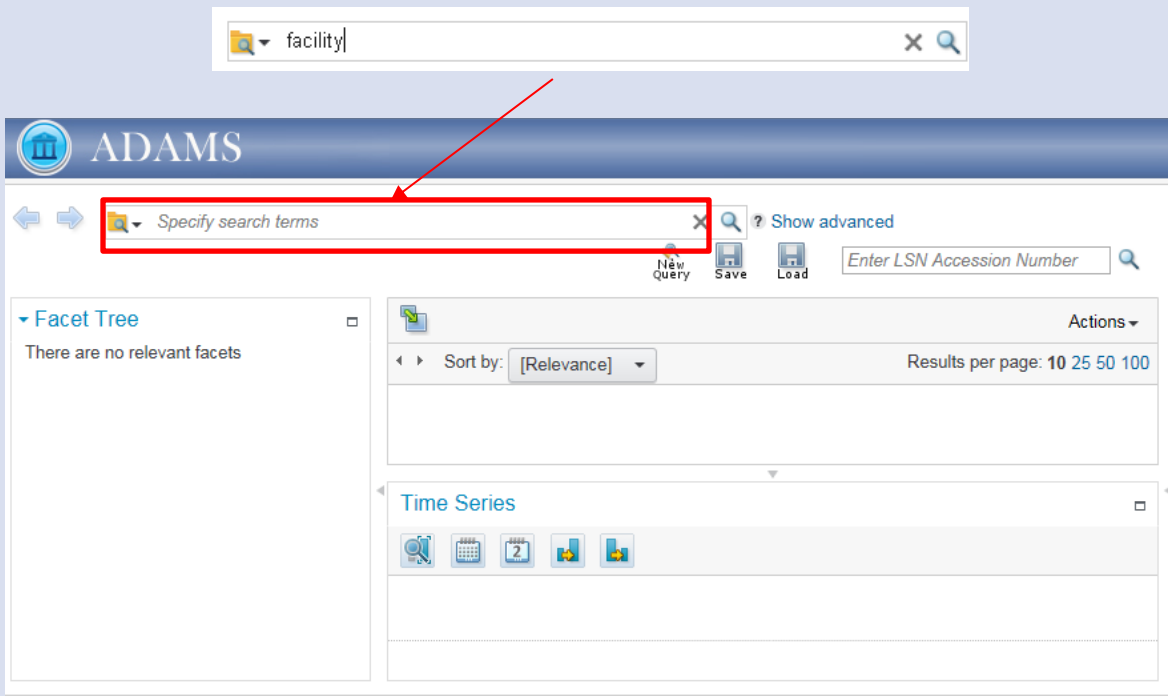 facility
ADAMS
Specify search terms
? Show advanced
New Query
Save
Load
Enter LSN Accession Number
Facet Tree
There are no relevant facets
Actions
Sort by: [Relevance]
Results per page: 10 25 50 100
Time Series
2